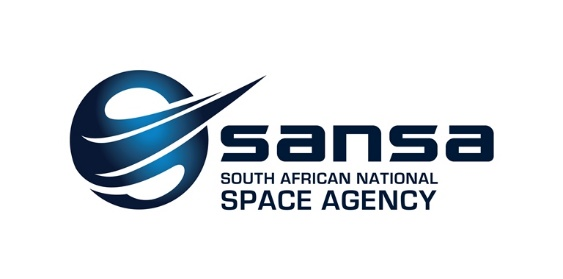 sansa
SOUTH AFRICAN NATIONAL
SPACE AGENCY